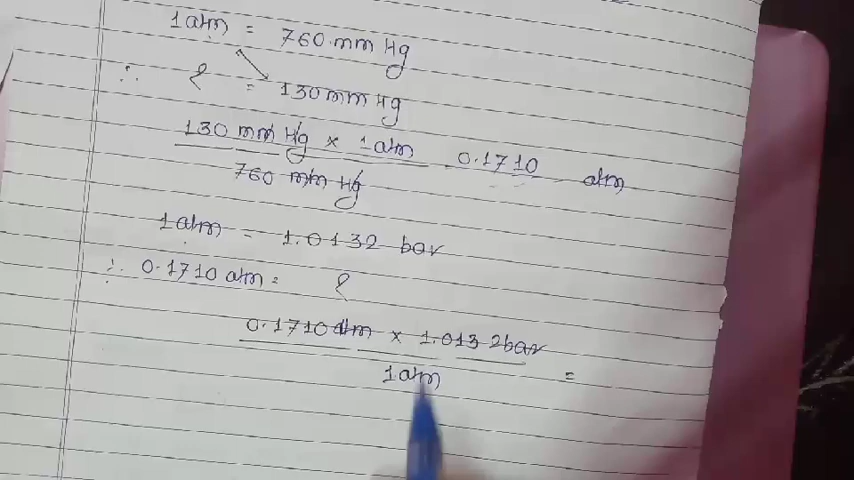 1 atm = 760 mm Hg
∴ ? = 130 mm Hg
130 mm Hg × 1 atm 0.1710 atm
760 mm Hg
1 atm = 1.0132 bar
∴ 0.1710 atm = ?
0.1710 atm × 1.0132 bar =
1 atm